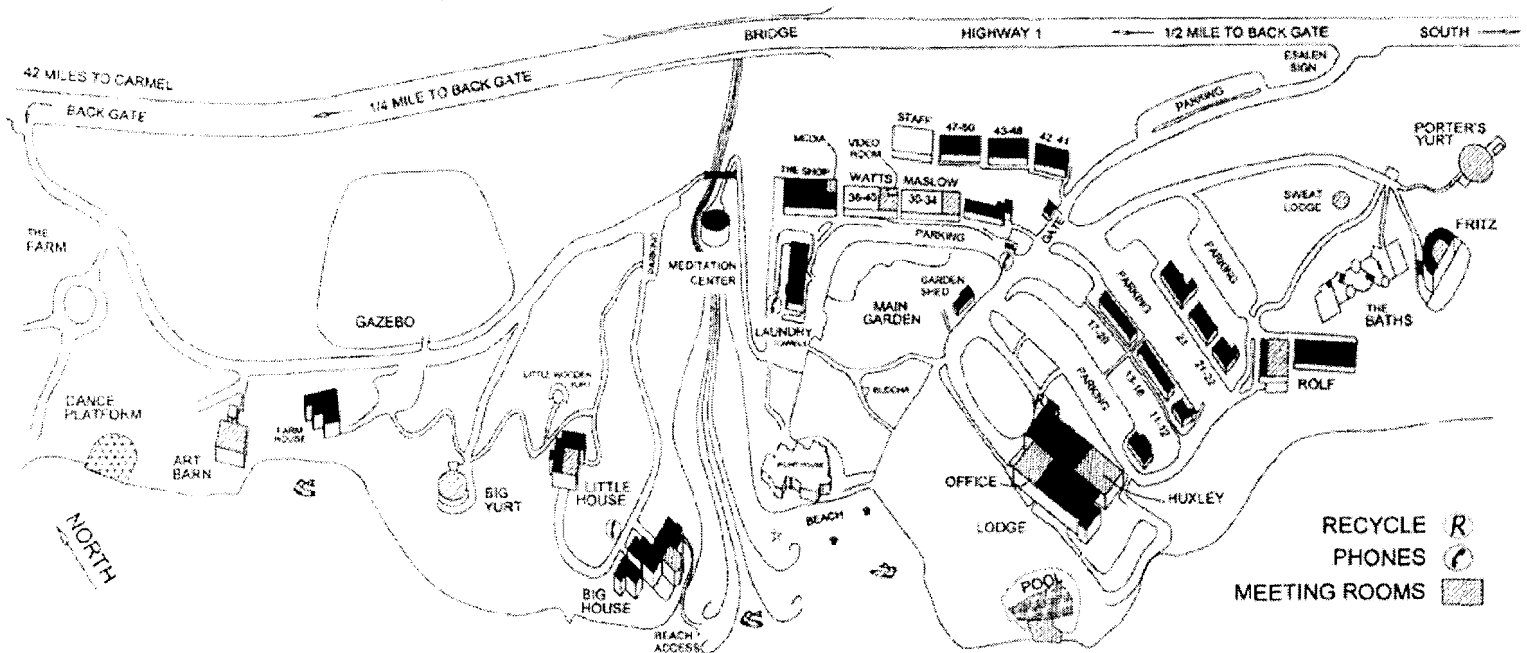 BRIDGE
HIGHWAY 1
1/2 MILE TO BACK GATE
SOUTH
42 MILES TO CARMEL
1/4 MILE TO BACK GATE
BACK GATE
ESALEN
SIGN
PARKING
STAFF
47-50
43-46
42 41
MEDIA
VIDEO
ROOM
THE SHOP
WATTS
MASLOW
36-40
30-34
PORTER'S
YURT
SWEAT
LODGE
FRITZ
GATE
PARKING
THE
FARM
PARKING
MEDITATION
CENTER
GARDEN
SHED
MAIN
GARDEN
PARKING
PARKING
THE
BATHS
GAZEBO
LAUNDRY
17-20
23
21-22
ROLF
LITTLE WOODEN
YURT
BUDDHA
PARKING
13-16
11-12
DANCE
PLATFORM
FARM
HOUSE
ART
BARN
BIG
YURT
LITTLE
HOUSE
OFFICE
HUXLEY
LODGE
BEACH
NORTH
BIG
HOUSE
BEACH
ACCESS
POOL
RECYCLE R
PHONES
MEETING ROOMS